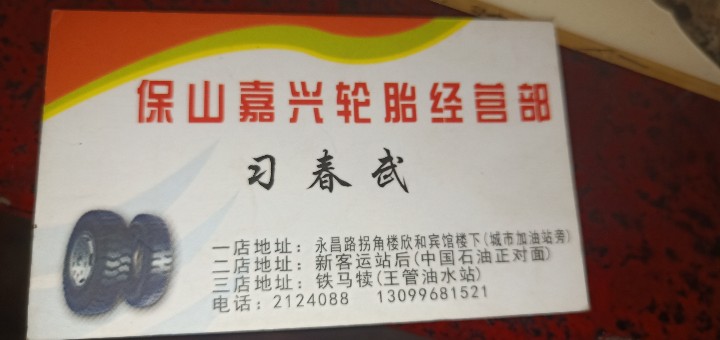 保山嘉兴轮胎经营部
习春武
一店地址：永昌路拐角楼欣和宾馆楼下(城市加油站旁)
二店地址：新客运站后(中国石油正对面)
三店地址：铁马犊(王管油水站)
电话：2124088 13099681521